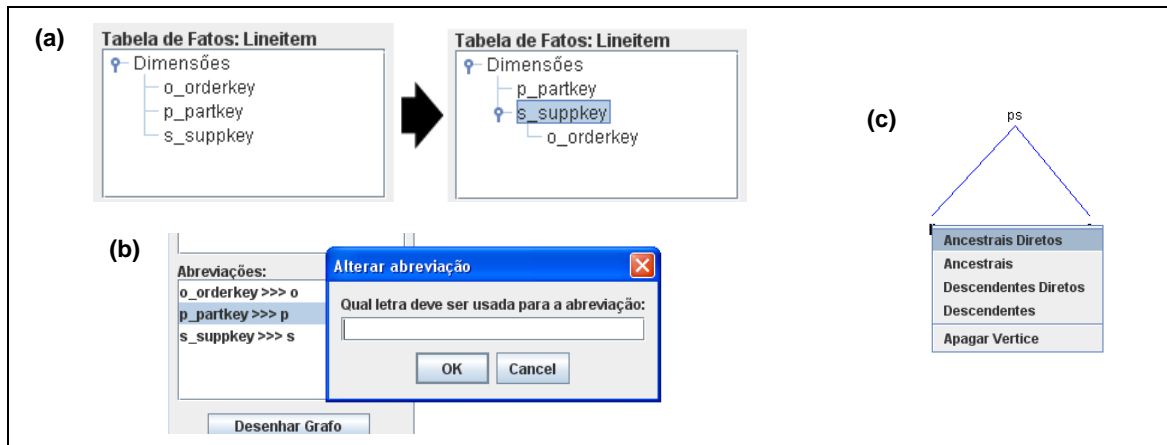 (a)
Tabela de Fatos: Lineitem
Dimensões
o_orderkey
p_partkey
s_suppkey
Tabela de Fatos: Lineitem
Dimensões
p_partkey
s_suppkey
o_orderkey
(b)
Abreviações:
o_orderkey >>> o
p_partkey >>> p
s_suppkey >>> s
Desenhar Grafo
Alterar abreviação
Qual letra deve ser usada para a abreviação:
OK Cancel
(c)
ps
Ancestrais Diretos
Ancestrais
Descendentes Diretos
Descendentes
Apagar Vertice